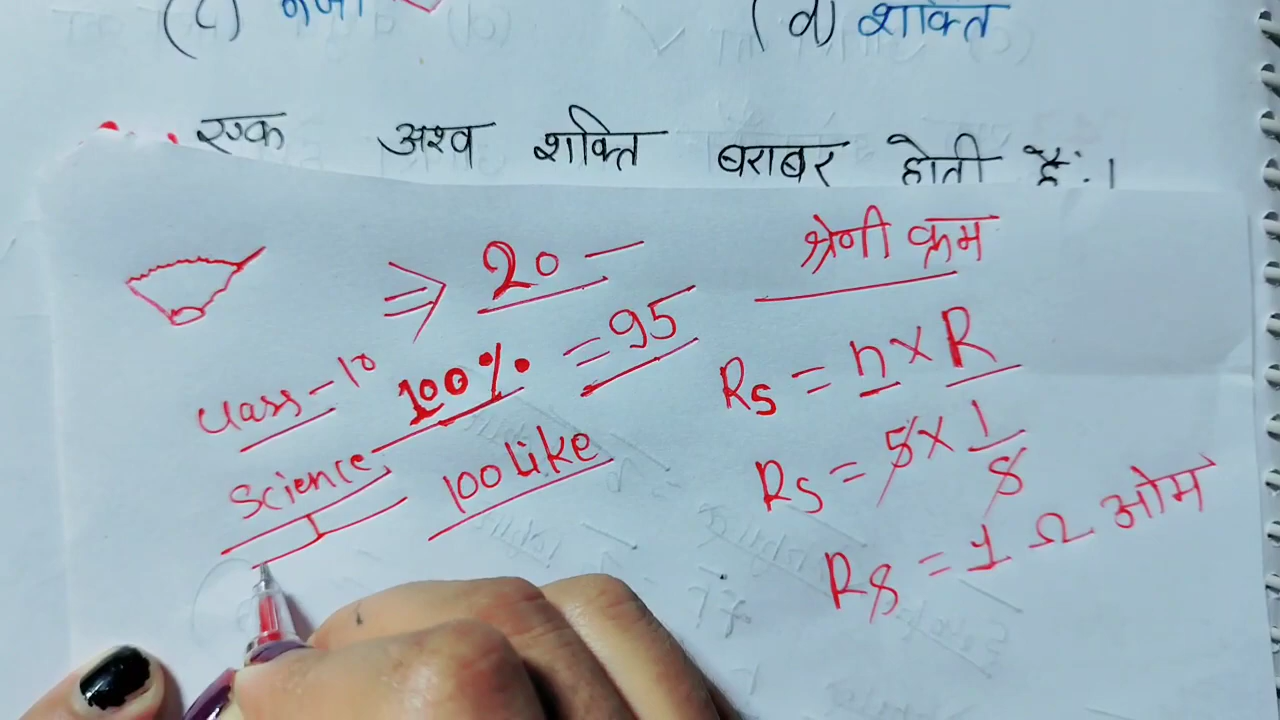 (c) ऊर्जा (d) शक्ति
एक अश्व शक्ति बराबर होती है:।
⇒ 20 – श्रेणी क्रम
class-10 100% = 95 Rs = n×R
Science 100 Like Rs = 5×1/5
Rs = 1 Ω ओम